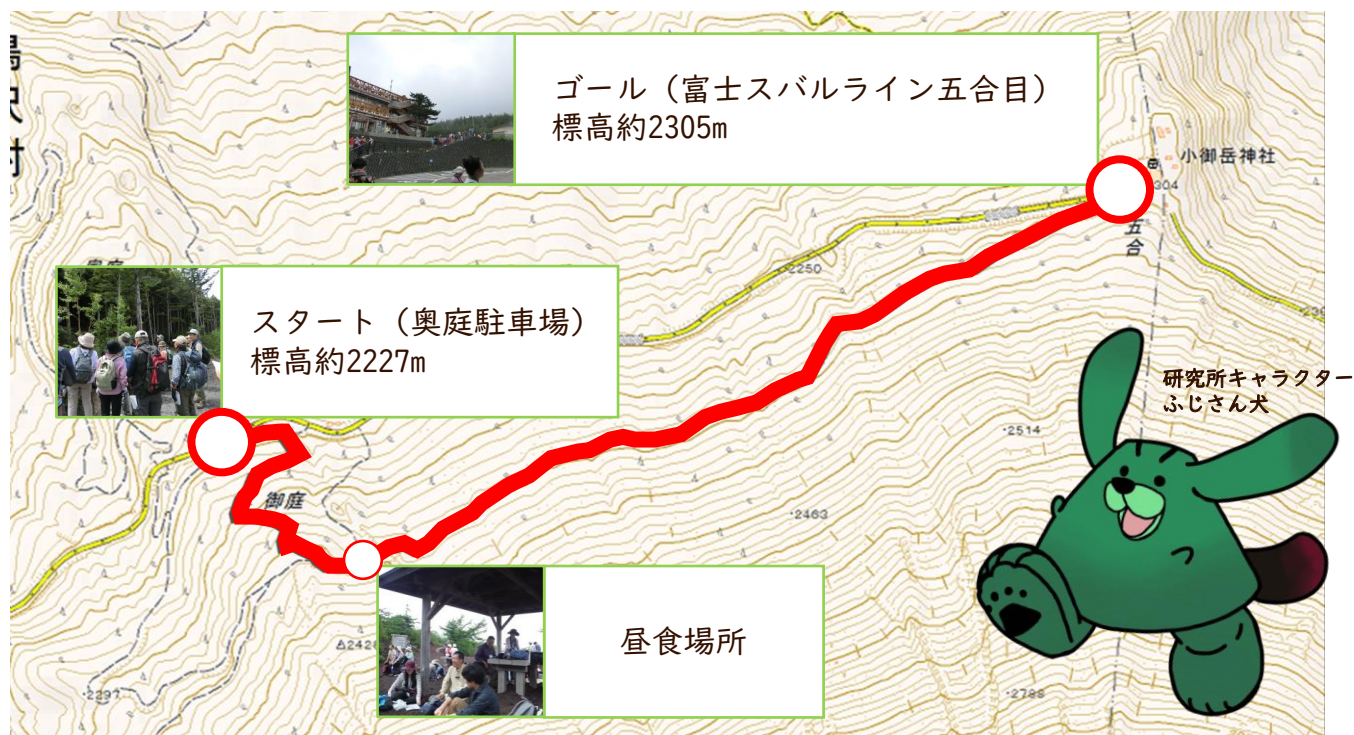 ゴール（富士スバルライン五合目）
標高約2305m
小御岳神社
304
五合
2250
スタート（奥庭駐車場）
標高約2227m
研究所キャラクター
ふじさん犬
・2514
御庭
・2463
昼食場所
・2297
・2788